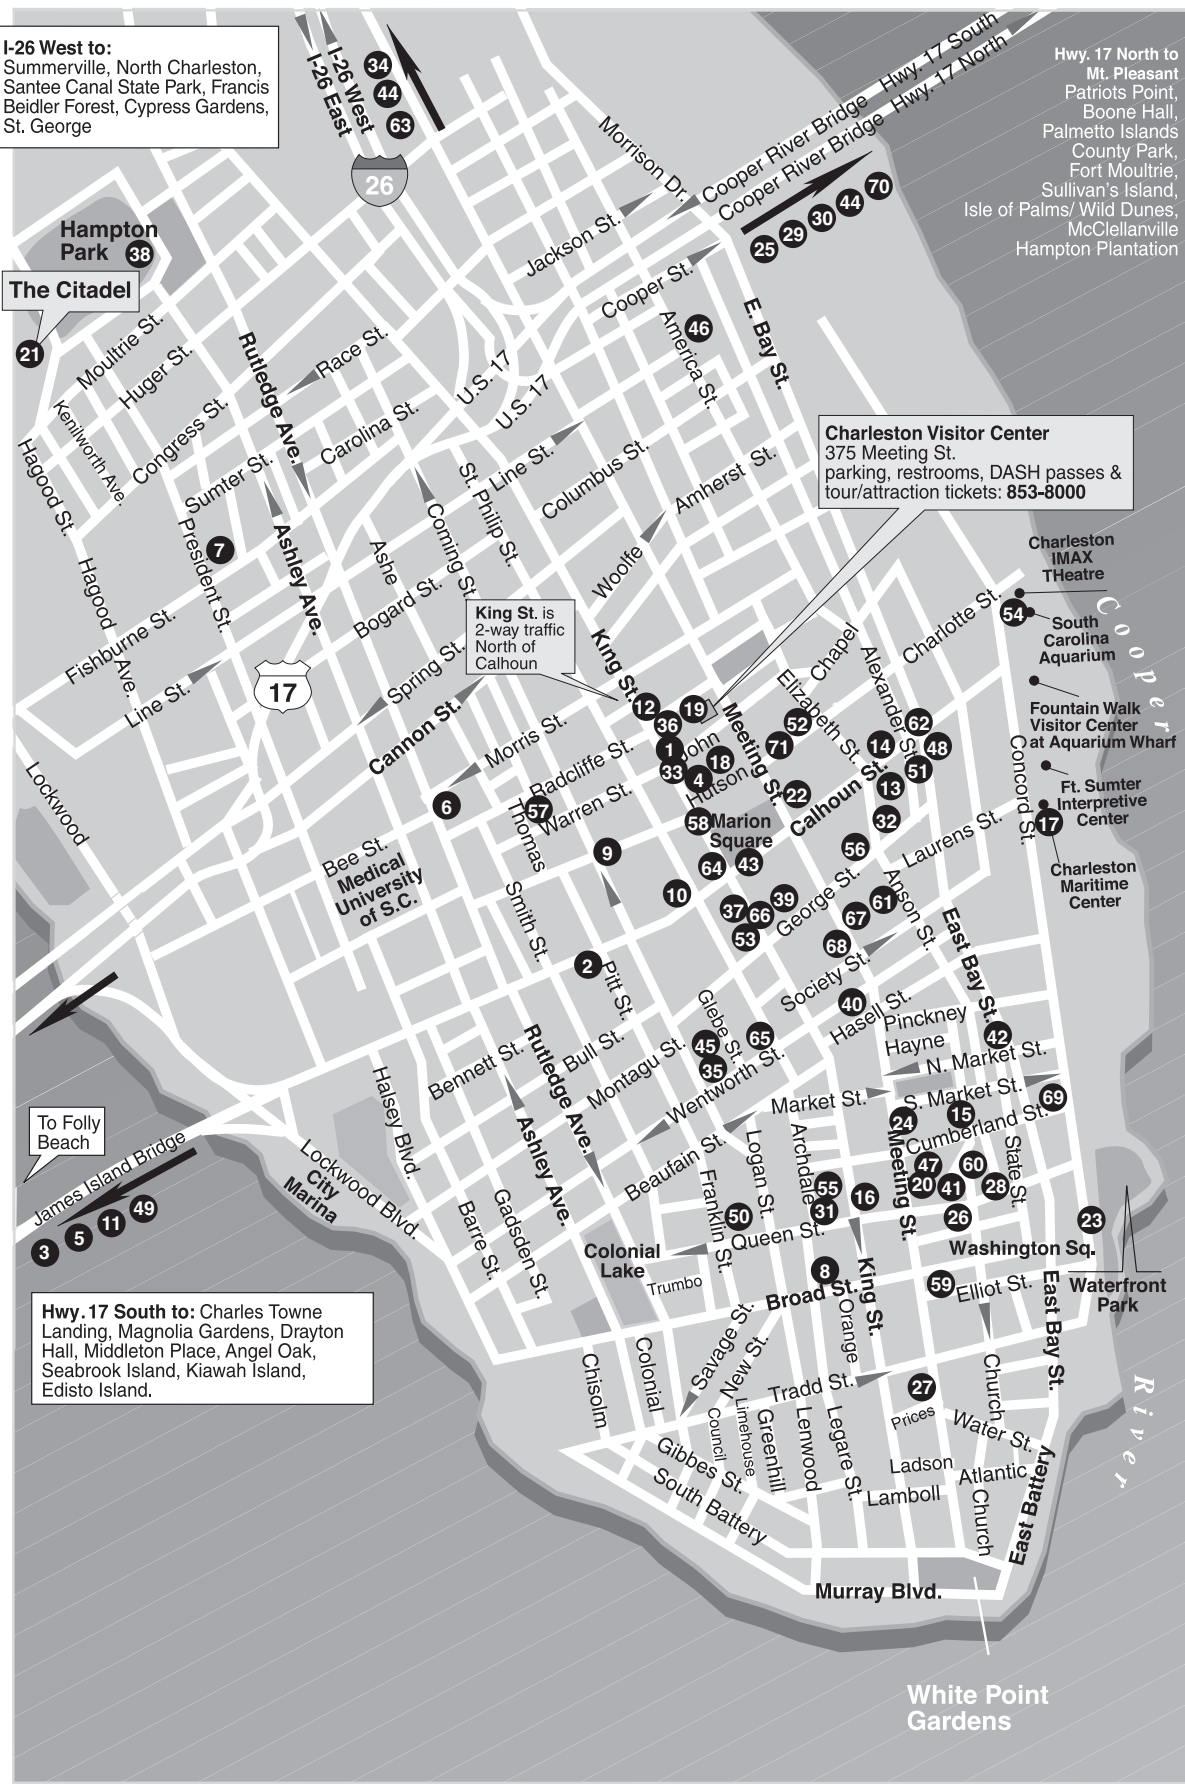 I-26 West to:
Summerville, North Charleston,
Santee Canal State Park, Francis
Beidler Forest, Cypress Gardens,
St. George
I-26 West
I-26 East
34
44
63
26
Morrison Dr.
Cooper River Bridge Hwy. 17 South
Cooper River Bridge Hwy. 17 North
Hwy. 17 North to
Mt. Pleasant
Patriots Point,
Boone Hall,
Palmetto Islands
County Park,
Fort Moultrie,
Sullivan's Island,
Isle of Palms/ Wild Dunes,
McClellanville
Hampton Plantation
25
29
30
44
70
Hampton
Park
38
The Citadel
21
Jackson St.
Cooper St.
America St.
46
E. Bay St.
Moultrie St.
Huger St.
Congress St.
Sumter St.
Race St.
Carolina St.
Rutledge Ave.
Kenilworth Ave.
Hagood St.
U.S. 17
U.S. 17
Line St.
Columbus St.
Amherst St.
St. Philip St.
Coming St.
Woolfe
Charleston Visitor Center
375 Meeting St.
parking, restrooms, DASH passes &
tour/attraction tickets: 853-8000
President St.
7
Ashley Ave.
Ashe
Bogard St.
Hagood
Ave.
Fishburne St.
Line St.
17
Spring St.
Cannon St.
King St. is
2-way traffic
North of
Calhoun
King St.
Charleston
IMAX
THeatre
54
South
Carolina
Aquarium
Cooper
Fountain Walk
Visitor Center
at Aquarium Wharf
Ft. Sumter
Interpretive
Center
17
Charleston
Maritime
Center
Concord St.
Charlotte St.
Chapel
Alexander St.
Elizabeth St.
12
19
36
1
John
33
4
18
Hutson
Meeting St.
71
52
14
62
48
51
13
22
Calhoun St.
32
58
Marion
Square
56
64
43
Laurens St.
Morris St.
Radcliffe St.
Warren St.
6
57
Thomas
9
10
Lockwood
Bee St.
Medical
University
of S.C.
Smith St.
37
66
39
53
George St.
67
61
68
Anson St.
Society St.
East Bay St.
2
Pitt St.
40
Hasell St.
Pinckney
Hayne
42
N. Market St.
S. Market St.
Glebe St.
45
65
35
Wentworth St.
Rutledge Ave.
Bull St.
Montagu St.
Bennett St.
Halsey Blvd.
Market St.
69
24
15
Cumberland St.
Meeting St.
State St.
Ashley Ave.
Beaufain St.
Logan St.
Archdale
47
60
20
41
28
26
55
31
16
50
Queen St.
Franklin St.
23
Washington Sq.
Waterfront
Park
To Folly
Beach
James Island Bridge
3
5
11
49
City
Marina
Lockwood Blvd.
Barre St.
Gadsden St.
Colonial
Lake
Trumbo
8
Broad St.
King St.
Orange
59
Elliot St.
East Bay St.
Hwy. 17 South to: Charles Towne
Landing, Magnolia Gardens, Drayton
Hall, Middleton Place, Angel Oak,
Seabrook Island, Kiawah Island,
Edisto Island.
Chisolm
Colonial
Savage St.
New St.
Tradd St.
27
Prices
Church
Water St.
River
Council
Limehouse
Greenhill
Lenwood
Legare St.
Gibbes St.
South Battery
Ladson
Lamboll
Atlantic
Church
East Battery
Murray Blvd.
White Point
Gardens